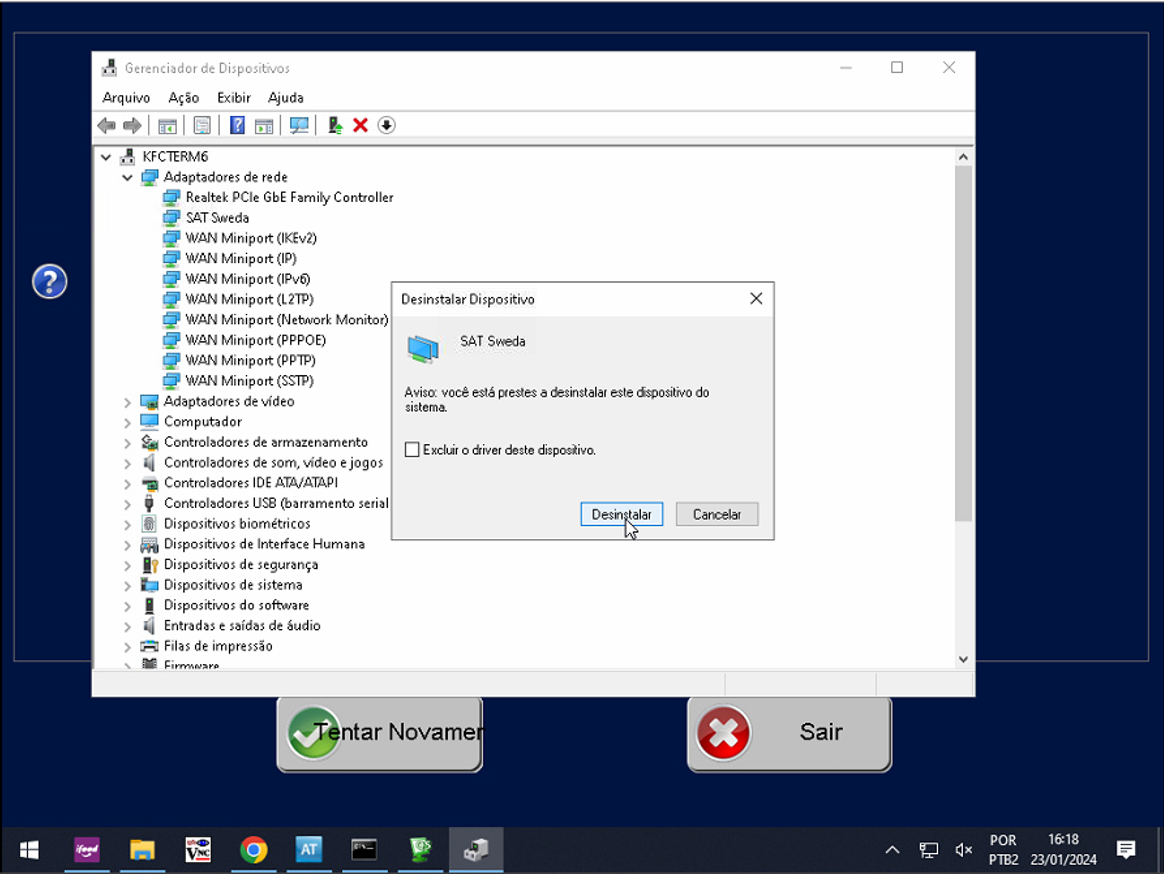 Gerenciador de Dispositivos
Arquivo Ação Exibir Ajuda
KFCTERM6
Adaptadores de rede
Realtek PCIe GbE Family Controller
SAT Sweda
WAN Miniport (IKEv2)
WAN Miniport (IP)
WAN Miniport (IPv6)
WAN Miniport (L2TP)
WAN Miniport (Network Monitor)
WAN Miniport (PPPOE)
WAN Miniport (PPTP)
WAN Miniport (SSTP)
Adaptadores de vídeo
Computador
Controladores de armazenamento
Controladores de som, vídeo e jogos
Controladores IDE ATA/ATAPI
Controladores USB (barramento serial
Dispositivos biométricos
Dispositivos de Interface Humana
Dispositivos de segurança
Dispositivos de sistema
Dispositivos do software
Entradas e saídas de áudio
Filas de impressão
Firmware
Desinstalar Dispositivo
SAT Sweda
Aviso: você está prestes a desinstalar este dispositivo do
sistema.
Excluir o driver deste dispositivo.
Desinstalar Cancelar
Tentar Novamer
Sair
ifood
VNC
AT
POR
PTB2
16:18
23/01/2024